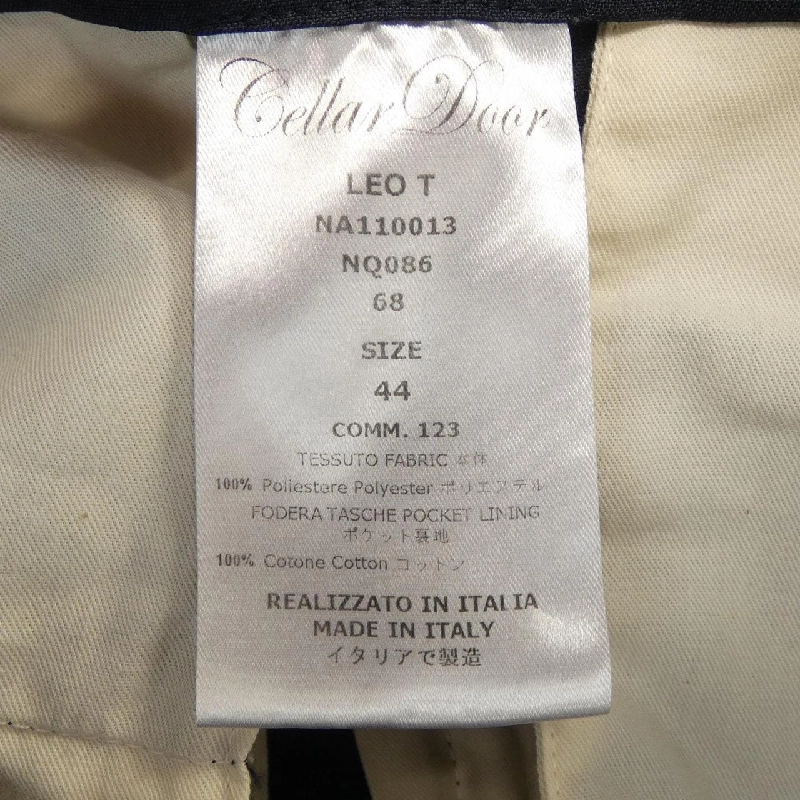 Cellar Door
LEO T
NA110013
NQ086
68
SIZE
44
COMM. 123
TESSUTO FABRIC 本体
100% Poliestere Polyester ポリエステル
FODERA TASCHE POCKET LINING
ポケット裏地
100% Cotone Cotton コットン
REALIZZATO IN ITALIA
MADE IN ITALY
イタリアで製造